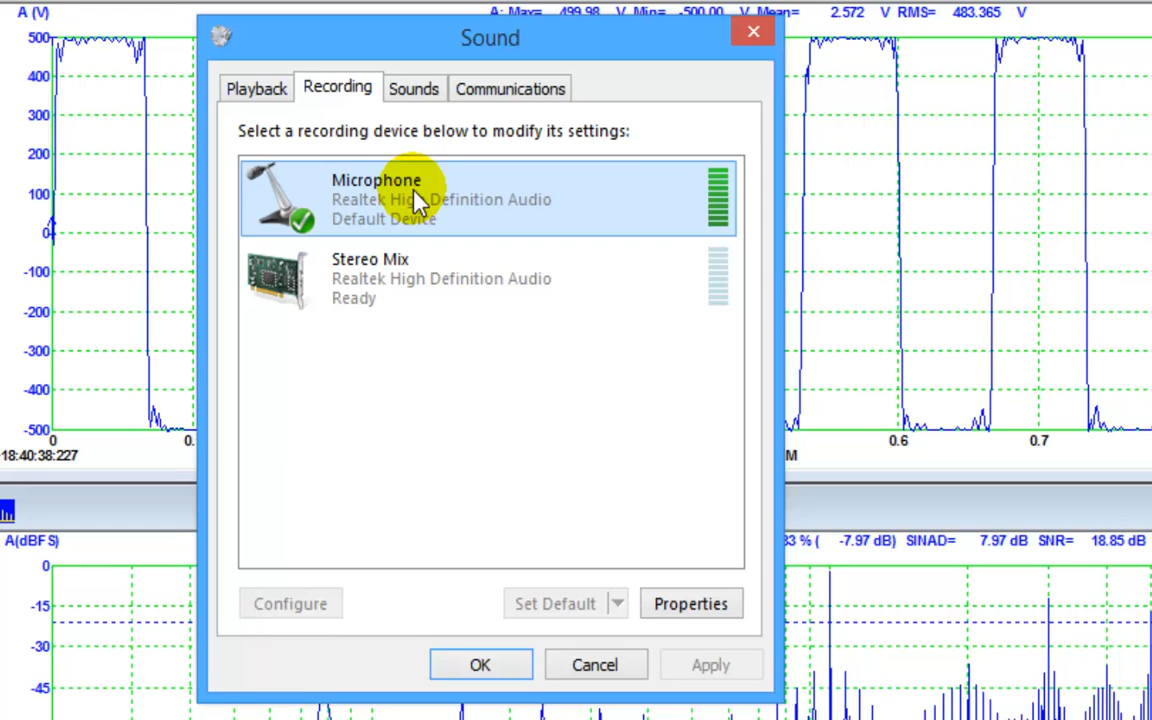 A (V)
A: Max= 499.98 V Min= -500.00 V Mean= 2.572 V RMS= 483.365 V
Sound
500
400
300
200
100
0
-100
-200
-300
-400
-500
Playback Recording Sounds Communications
Select a recording device below to modify its settings:
Microphone
Realtek High Definition Audio
Default Device
Stereo Mix
Realtek High Definition Audio
Ready
0 0. 0.6 0.7
18:40:38:227
M
A(dBFS)
33 % ( -7.97 dB) SINAD= 7.97 dB SNR= 18.85 dB
0
-15
-30
-45
Configure Set Default Properties
OK Cancel Apply